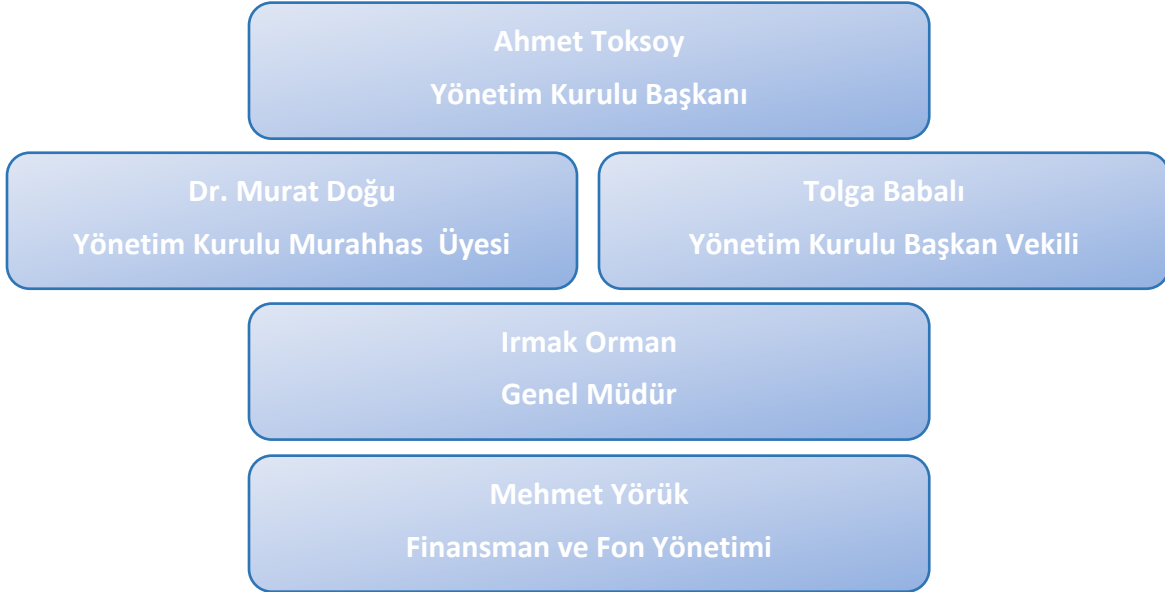 Ahmet Toksoy
Yönetim Kurulu Başkanı
Dr. Murat Doğu
Yönetim Kurulu Murahhas  Üyesi
Tolga Babalı
Yönetim Kurulu Başkan Vekili
Irmak Orman
Genel Müdür
Mehmet Yörük
Finansman ve Fon Yönetimi